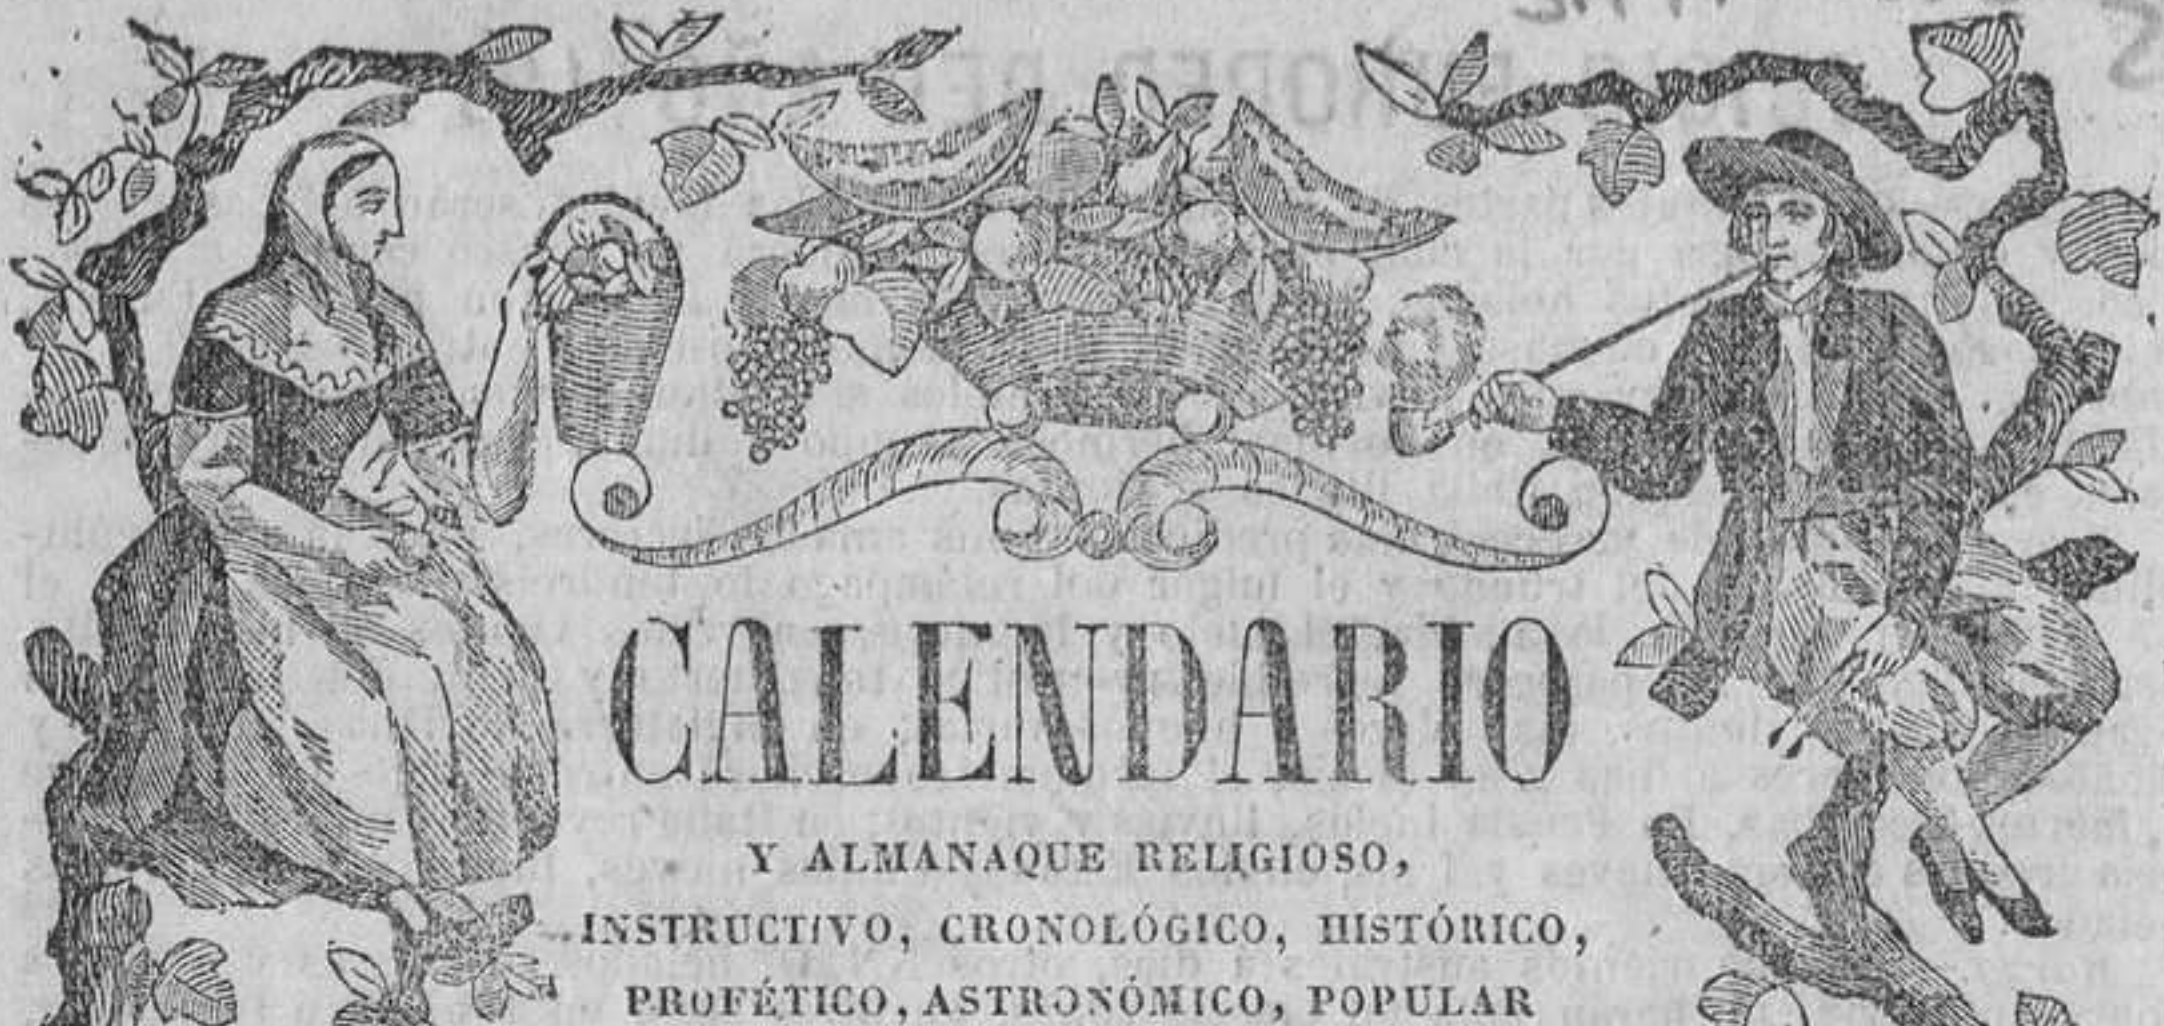 CALENDARIO
Y ALMANAQUE RELIGIOSO,
INSTRUCTIVO, CRONOLÓGICO, HISTÓRICO,
PROFÉTICO, ASTRONÓMICO, POPULAR